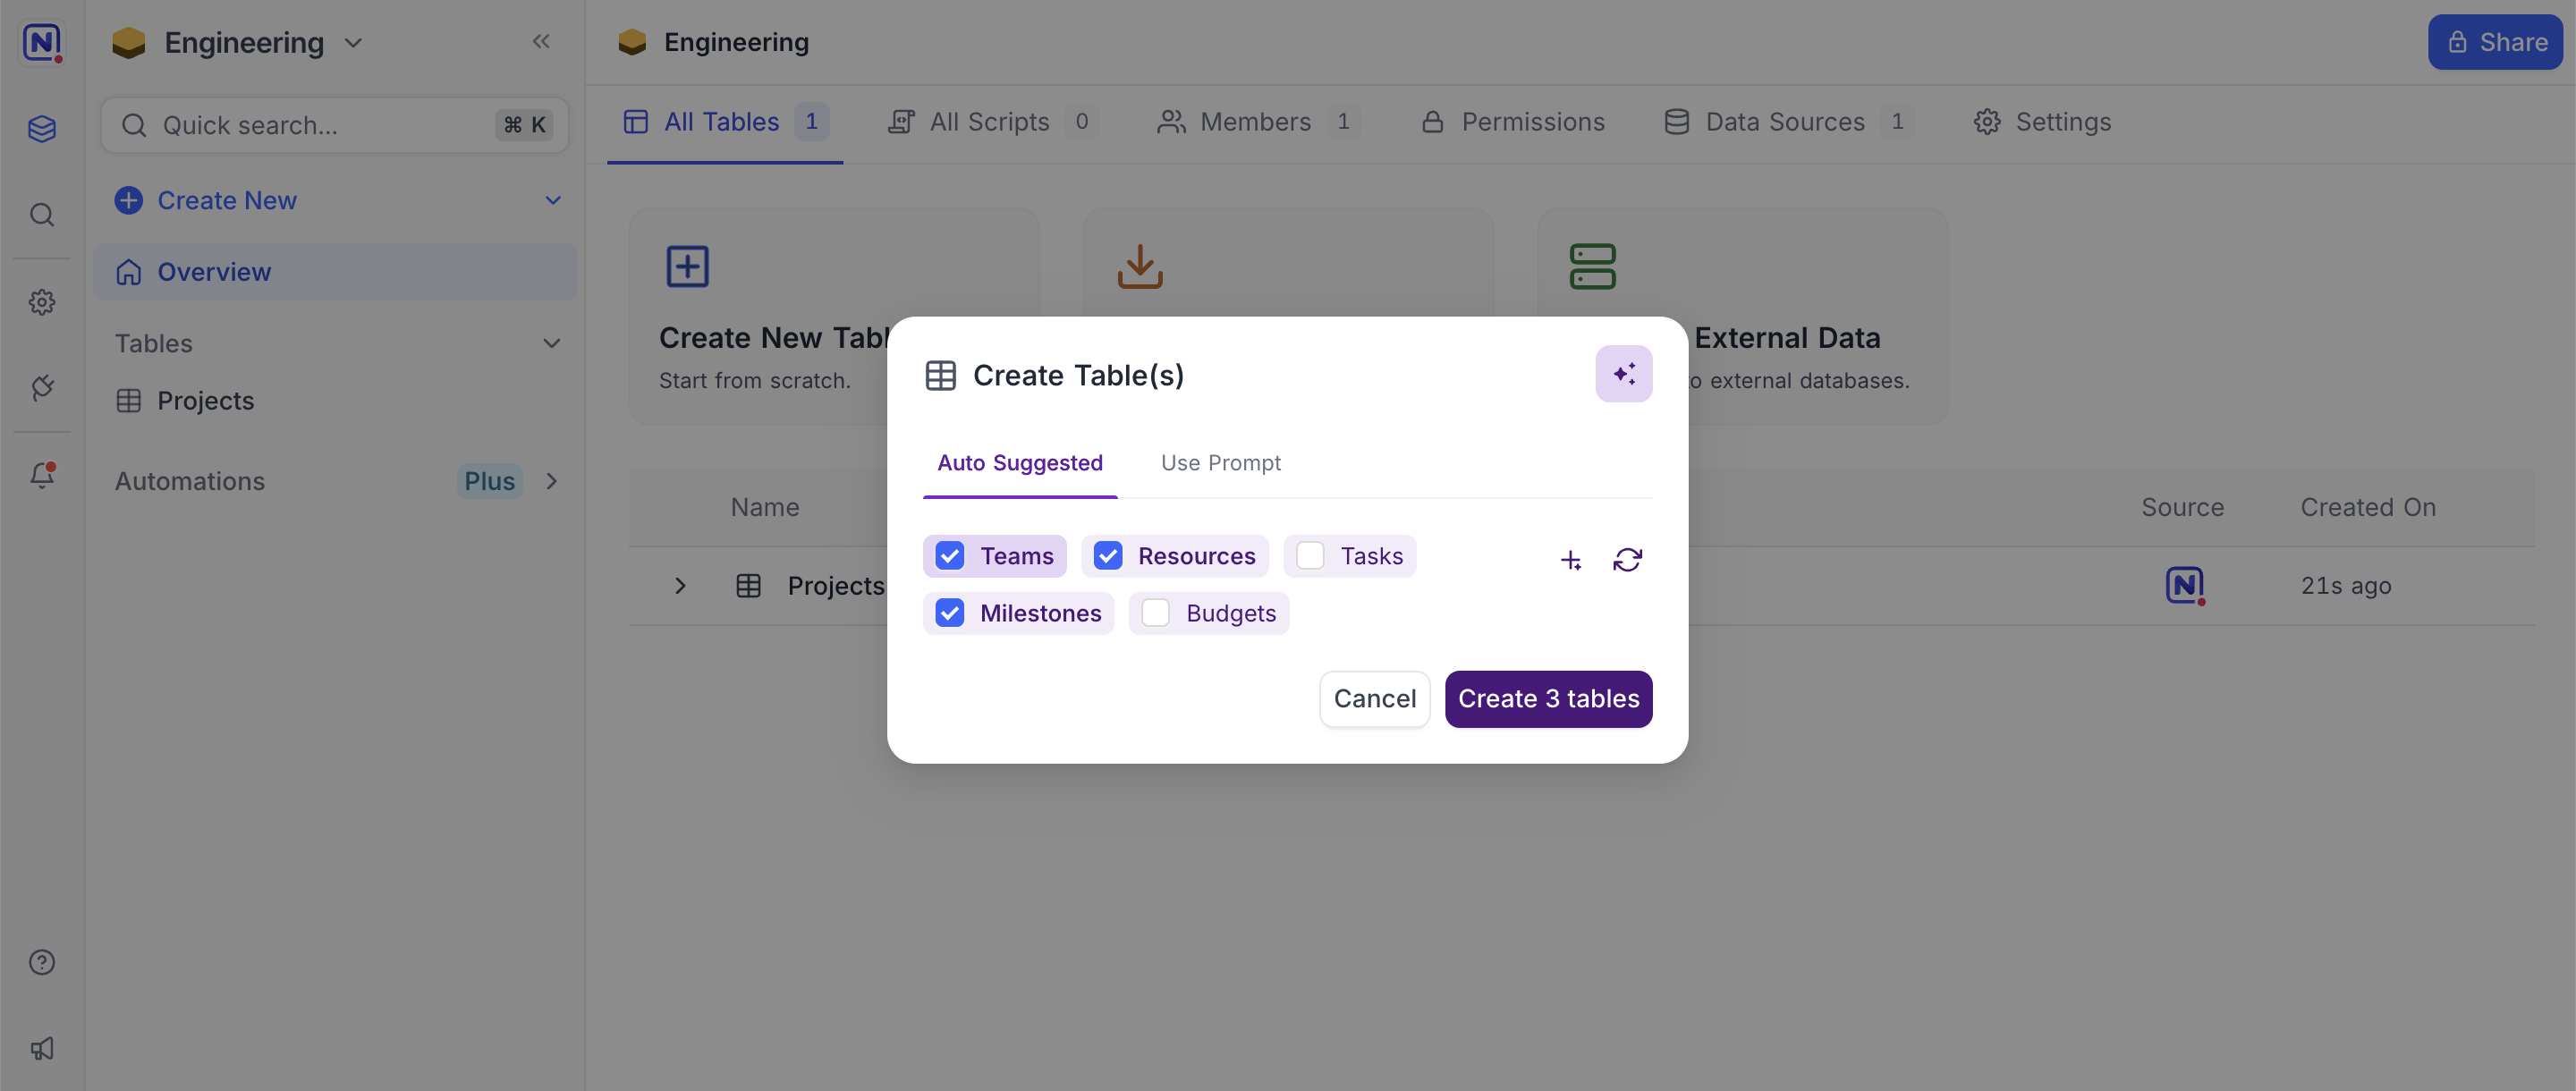 Engineering
Quick search...
⌘ K
Create New
Overview
Tables
Projects
Automations
Plus
Engineering
Share
All Tables 1
All Scripts 0
Members 1
Permissions
Data Sources 1
Settings
Create New
Start from scratch.
External Data
external databases.
Name
Source
Created On
Projects
21s ago
Create Table(s)
Auto Suggested
Use Prompt
Teams
Resources
Tasks
Milestones
Budgets
Cancel
Create 3 tables